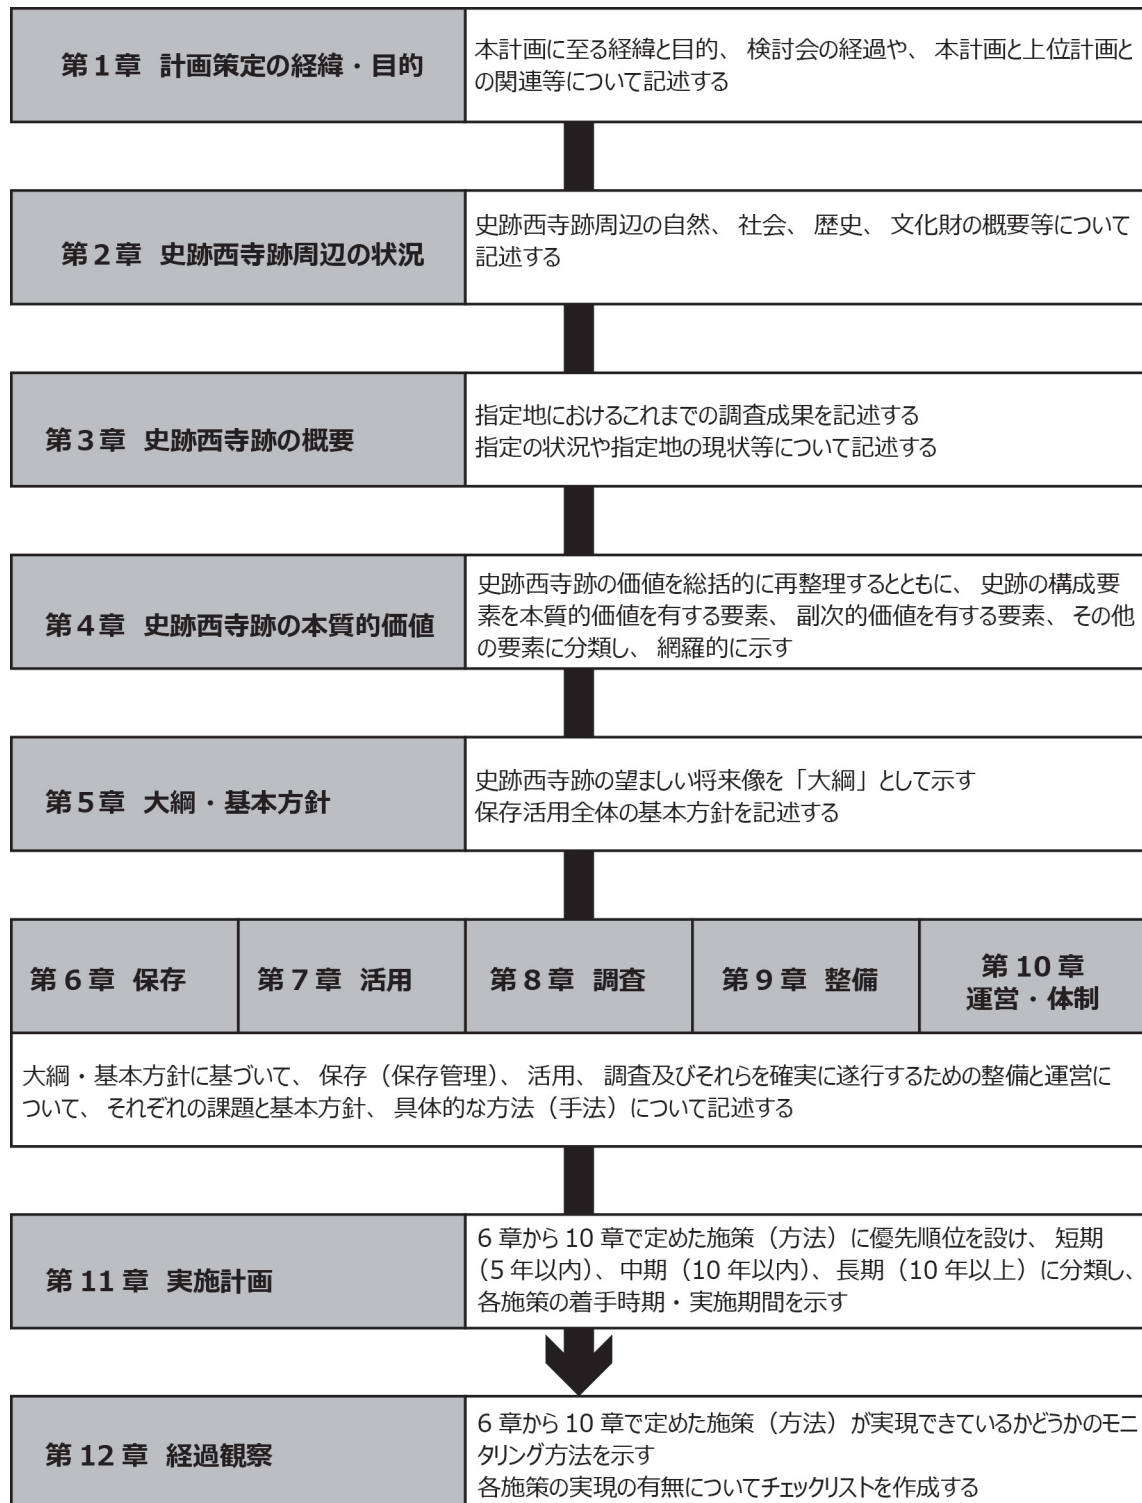 第1章 計画策定の経緯・目的
本計画に至る経緯と目的、検討会の経過や、本計画と上位計画と
の関連等について記述する
第2章 史跡西寺跡周辺の状況
史跡西寺跡周辺の自然、社会、歴史、文化財の概要等について
記述する
第3章 史跡西寺跡の概要
指定地におけるこれまでの調査成果を記述する
指定の状況や指定地の現状等について記述する
第4章 史跡西寺跡の本質的価値
史跡西寺跡の価値を総括的に再整理するとともに、史跡の構成要
素を本質的価値を有する要素、副次的価値を有する要素、その他
の要素に分類し、網羅的に示す
第5章 大綱・基本方針
史跡西寺跡の望ましい将来像を「大綱」として示す
保存活用全体の基本方針を記述する
第6章 保存
第7章 活用
第8章 調査
第9章 整備
第10章
運営・体制
大綱・基本方針に基づいて、保存(保存管理)、活用、調査及びそれらを確実に遂行するための整備と運営に
ついて、それぞれの課題と基本方針、具体的な方法(手法)について記述する
第11章 実施計画
6章から10章で定めた施策(方法)に優先順位を設け、短期
(5年以内)、中期(10年以内)、長期(10年以上)に分類し、
各施策の着手時期・実施期間を示す
第12章 経過観察
6章から10章で定めた施策(方法)が実現できているかどうかのモニ
タリング方法を示す
各施策の実現の有無についてチェックリストを作成する